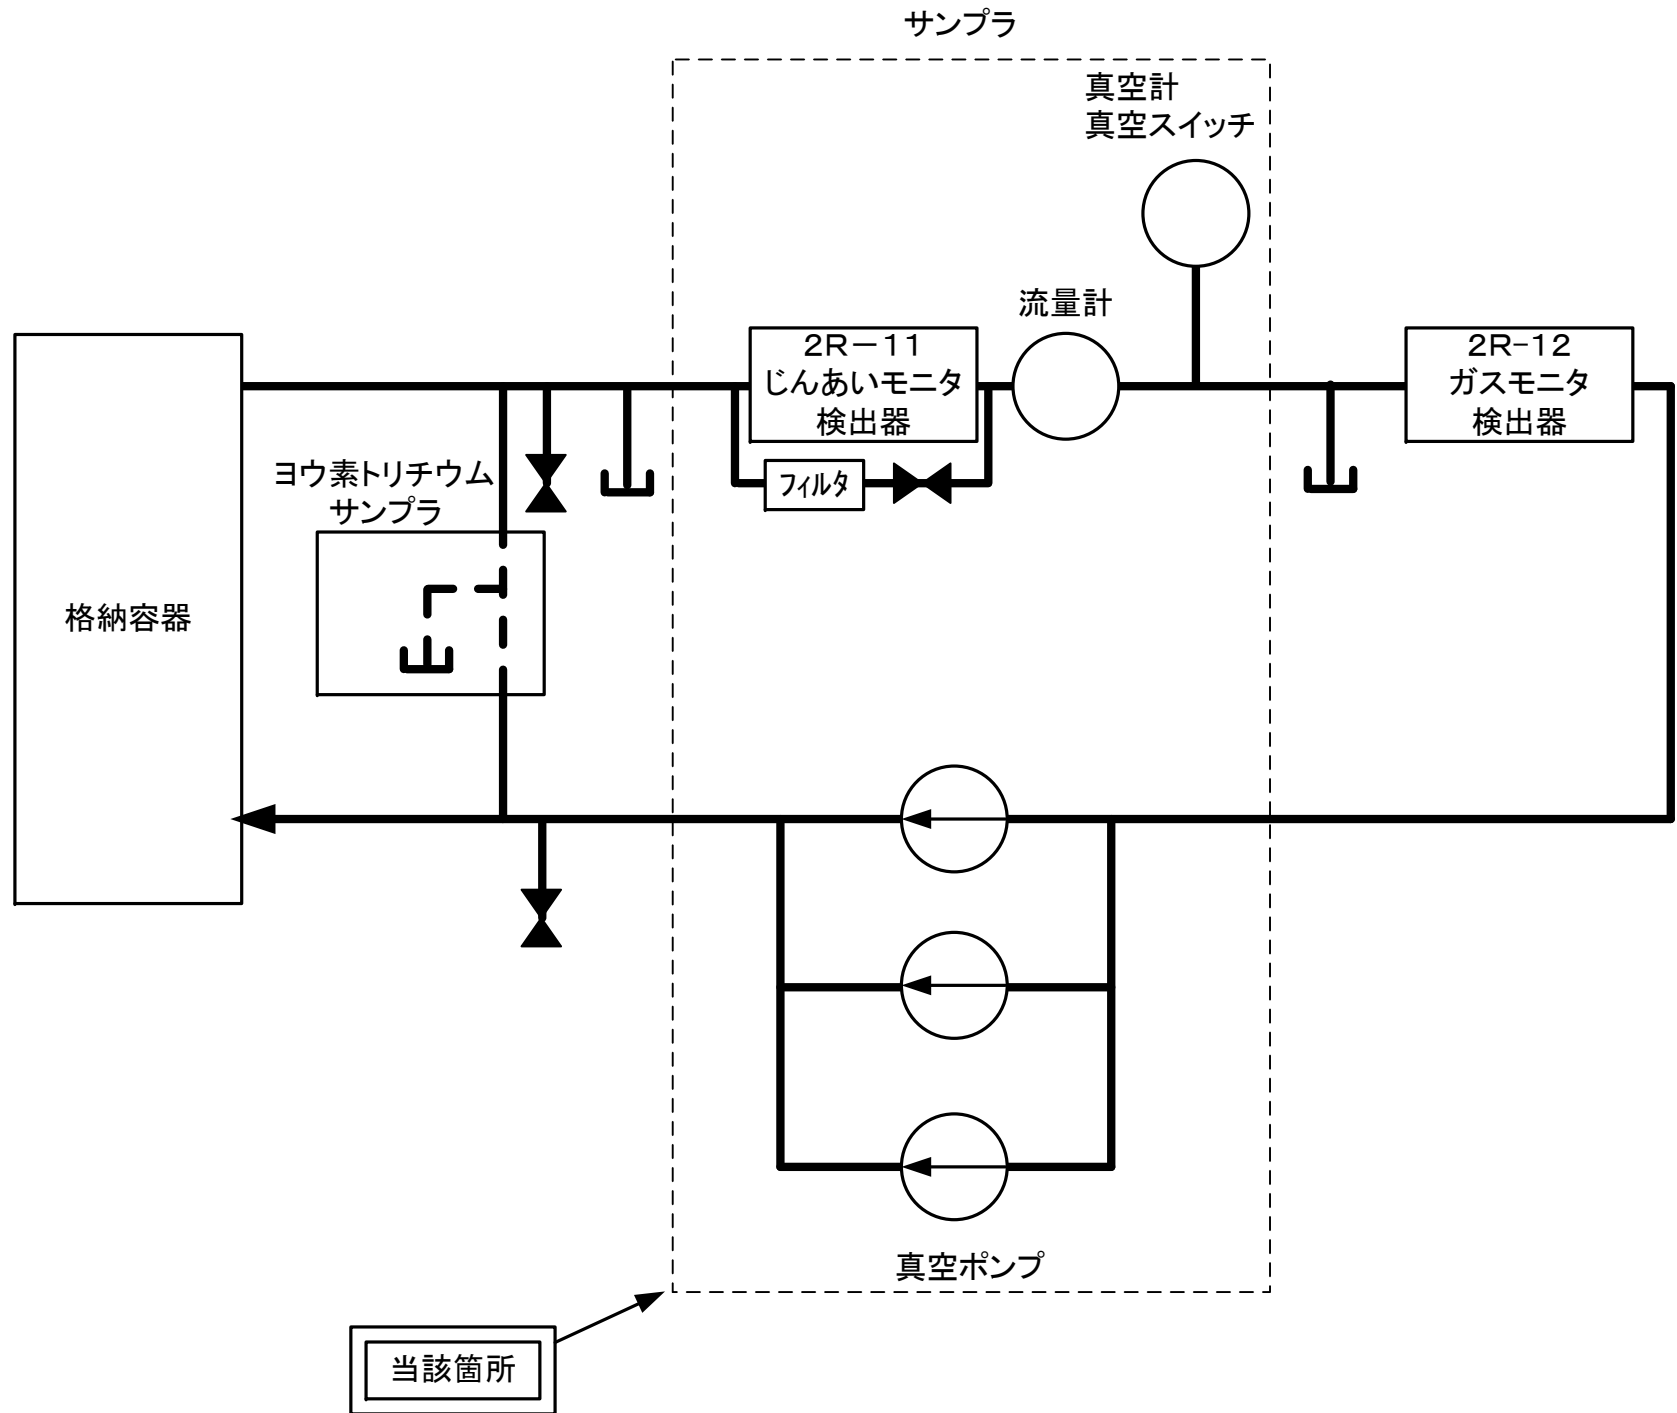 サンプラ
真空計
真空スイッチ
流量計
2R－11
じんあいモニタ
検出器
2R-12
ガスモニタ
検出器
フィルタ
ヨウ素トリチウム
サンプラ
格納容器
真空ポンプ
当該箇所